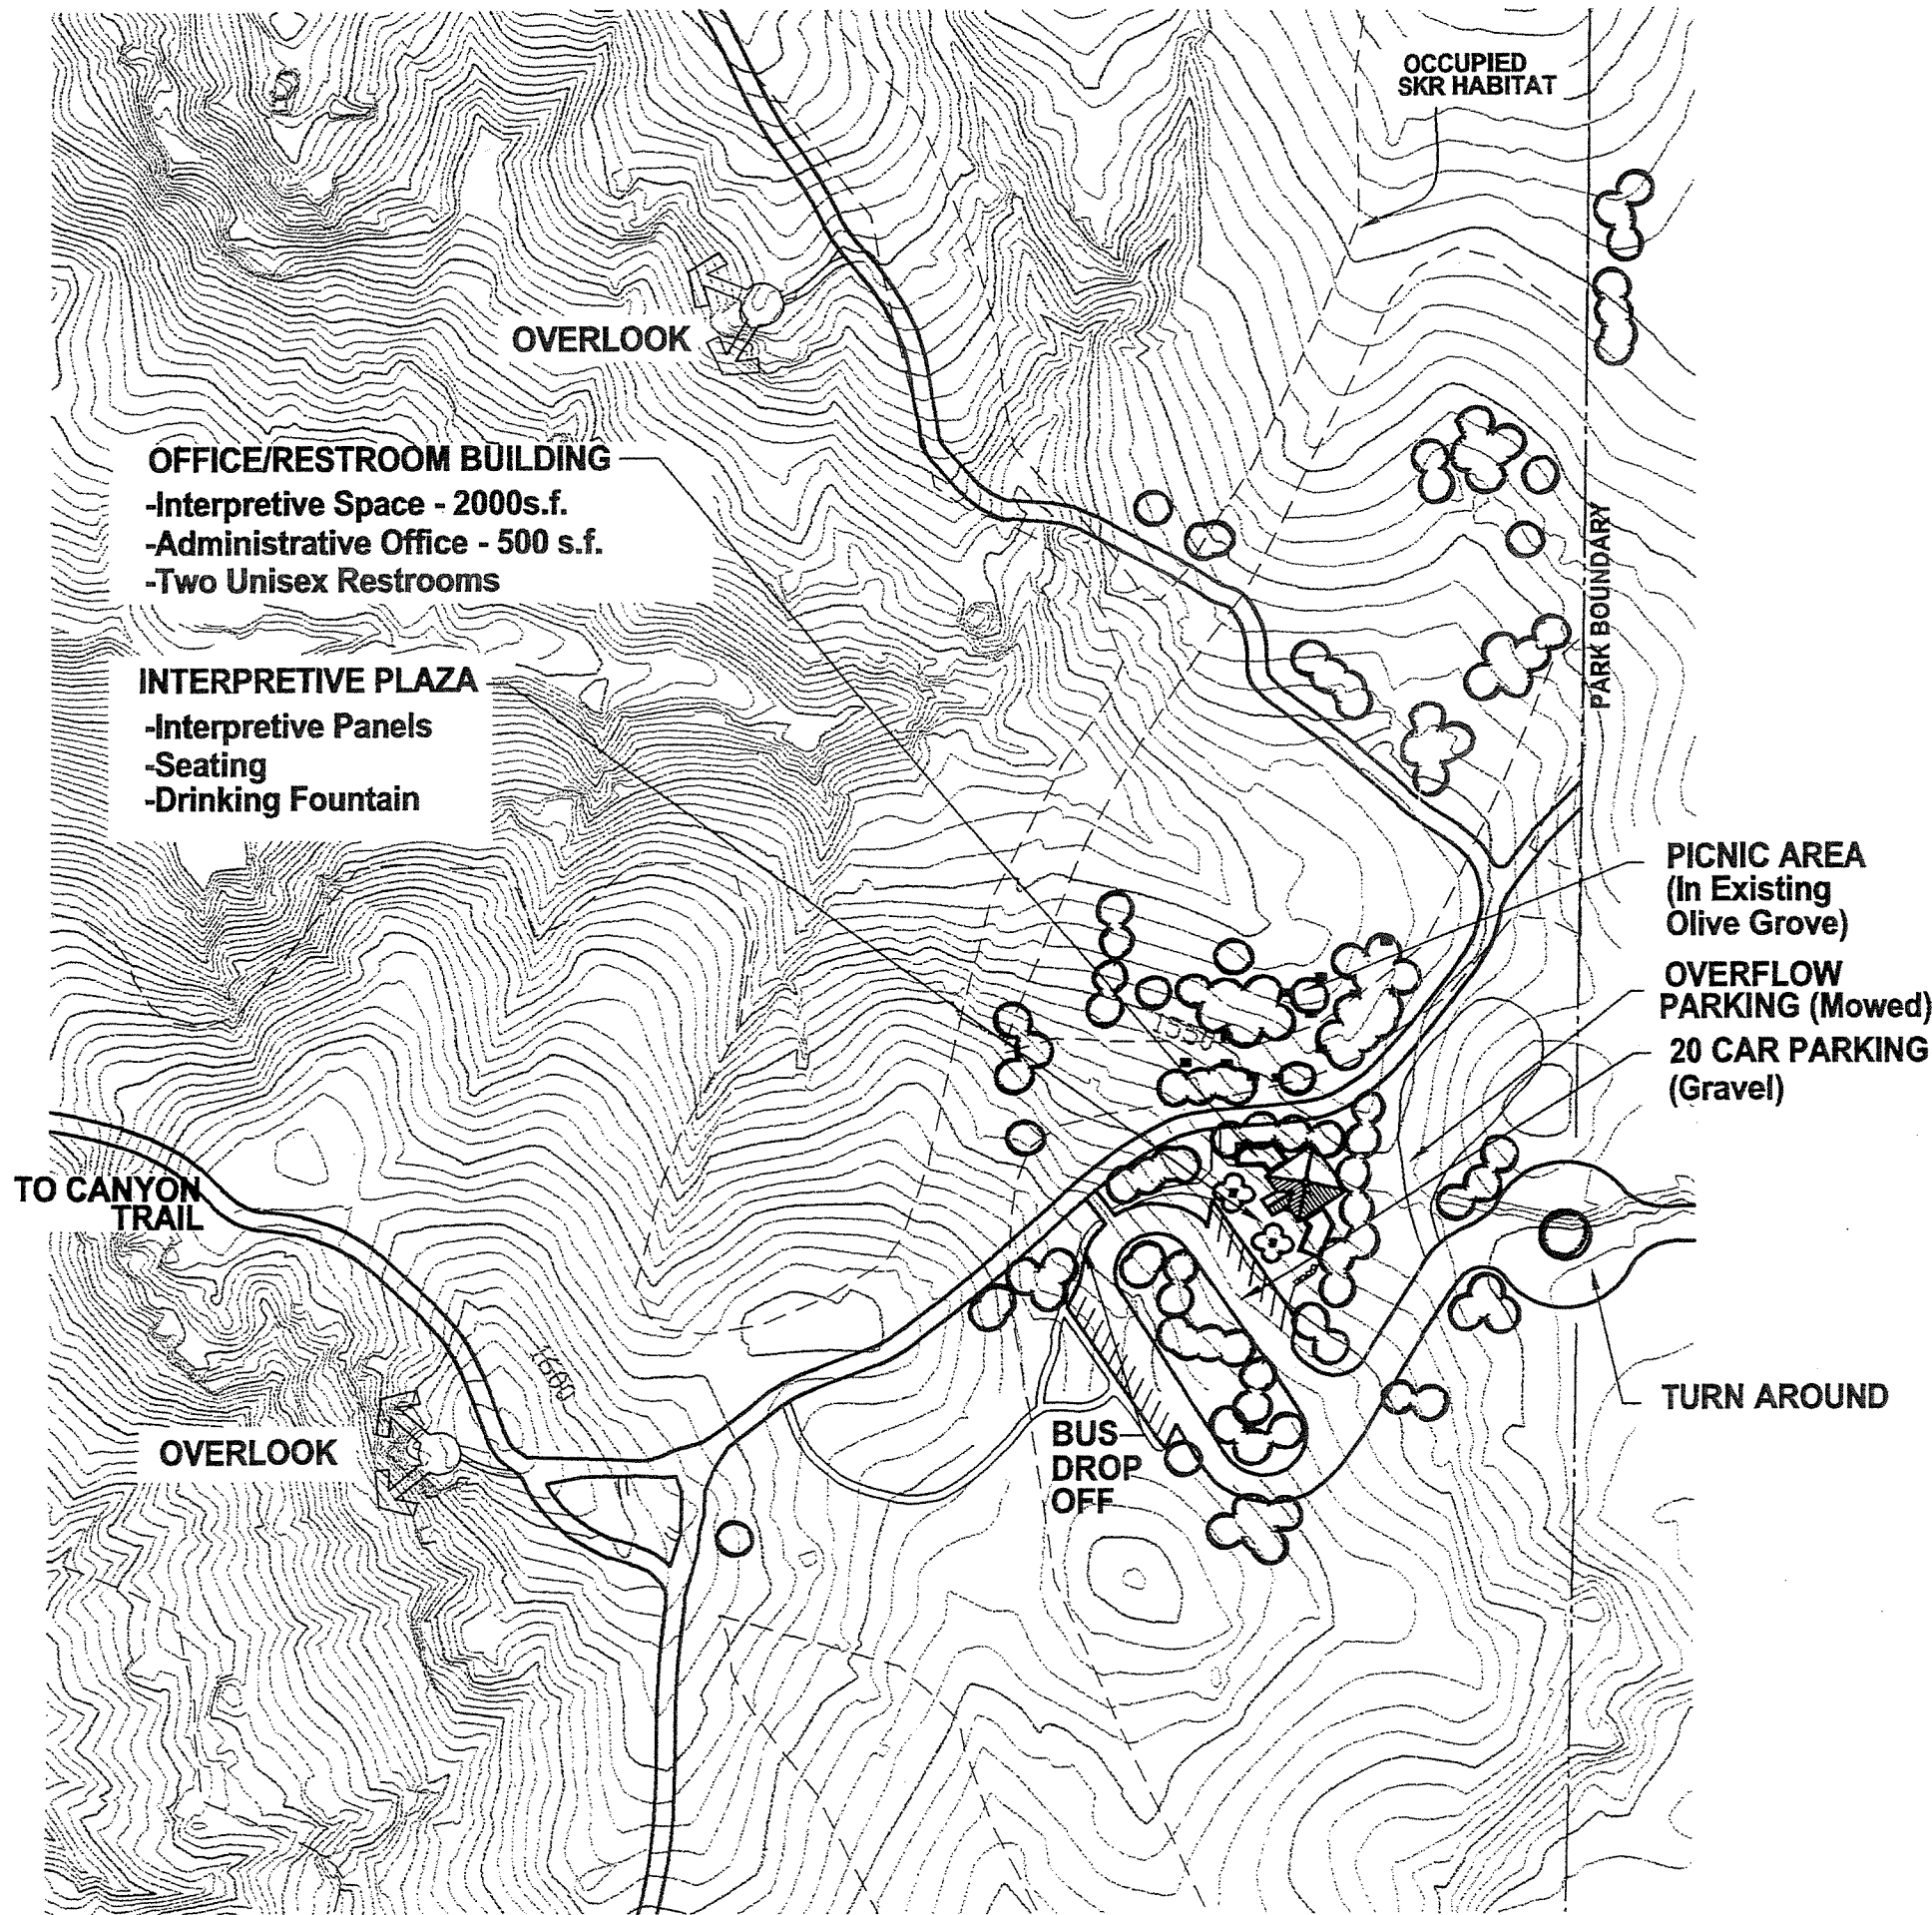 OCCUPIED
SKR HABITAT
OVERLOOK
OFFICE/RESTROOM BUILDING
-Interpretive Space - 2000s.f.
-Administrative Office - 500 s.f.
-Two Unisex Restrooms
PARK BOUNDARY
INTERPRETIVE PLAZA
-Interpretive Panels
-Seating
-Drinking Fountain
PICNIC AREA
(In Existing
Olive Grove)
OVERFLOW
PARKING (Mowed)
20 CAR PARKING
(Gravel)
1550
TO CANYON
TRAIL
1600
TURN AROUND
OVERLOOK
BUS
DROP
OFF